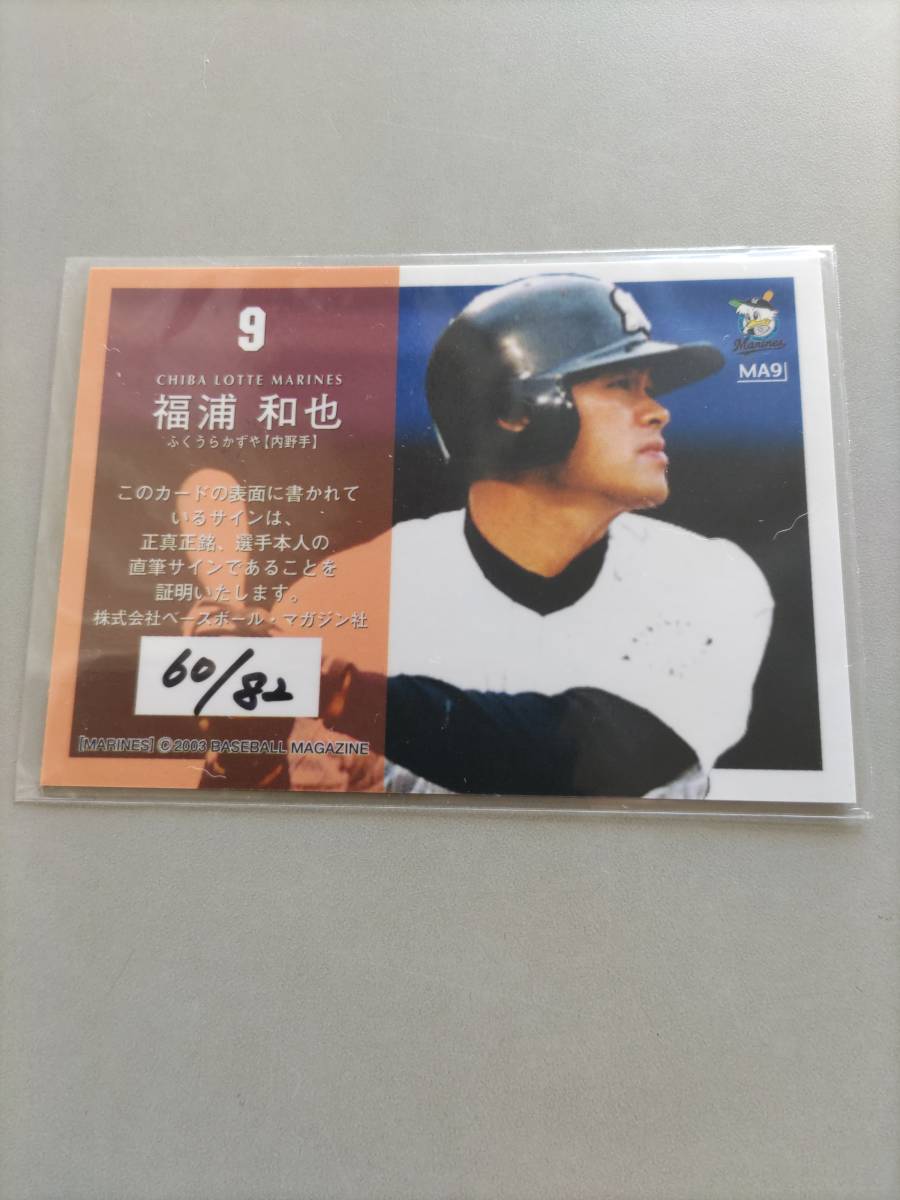 9
CHIBA LOTTE MARINES
福浦 和也
ふくうらかずや【内野手】
このカードの表面に書かれて
いるサインは、
正真正銘、選手本人の
直筆サインであることを
証明いたします。
株式会社ベースボール・マガジン社
60/82
[MARINES] © 2003 BASEBALL MAGAZINE
Marines
MA9